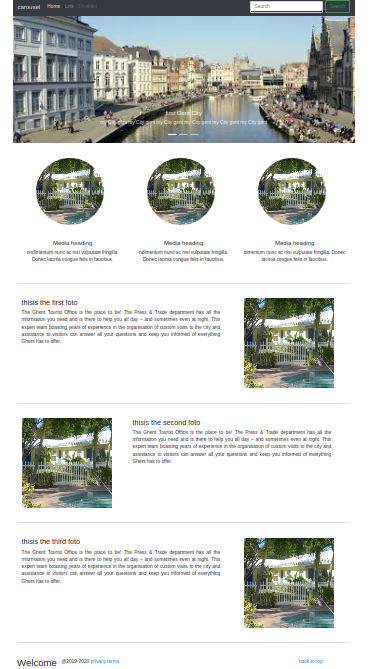 carousel Home Link Disabled Search Search
first Gent City
my City gent my City gent my City gent my City gent my City gent
Media heading
ondimentum nunc ac nisi vulputate fringilla.
Donec lacinia congue felis in faucibus.
Media heading
ndimentum nunc ac nisi vulputate fringilla.
Donec lacinia congue felis in faucibus.
Media heading
dimentum nunc ac nisi vulputate fringilla. Donec
lacinia congue felis in faucibus.
thisis the first foto
The Ghent Tourist Office is the place to be! The Press & Trade department has all the
information you need and is there to help you all day – and sometimes even at night. This
expert team boasting years of experience in the organisation of custom visits to the city and
assistance to visitors can answer all your questions and keep you informed of everything
Ghent has to offer.
thisis the second foto
The Ghent Tourist Office is the place to be! The Press & Trade department has all the
information you need and is there to help you all day – and sometimes even at night. This
expert team boasting years of experience in the organisation of custom visits to the city and
assistance to visitors can answer all your questions and keep you informed of everything
Ghent has to offer.
thisis the third foto
The Ghent Tourist Office is the place to be! The Press & Trade department has all the
information you need and is there to help you all day – and sometimes even at night. This
expert team boasting years of experience in the organisation of custom visits to the city and
assistance to visitors can answer all your questions and keep you informed of everything
Ghent has to offer.
Welcome @2019-2020 privacy terms back to top